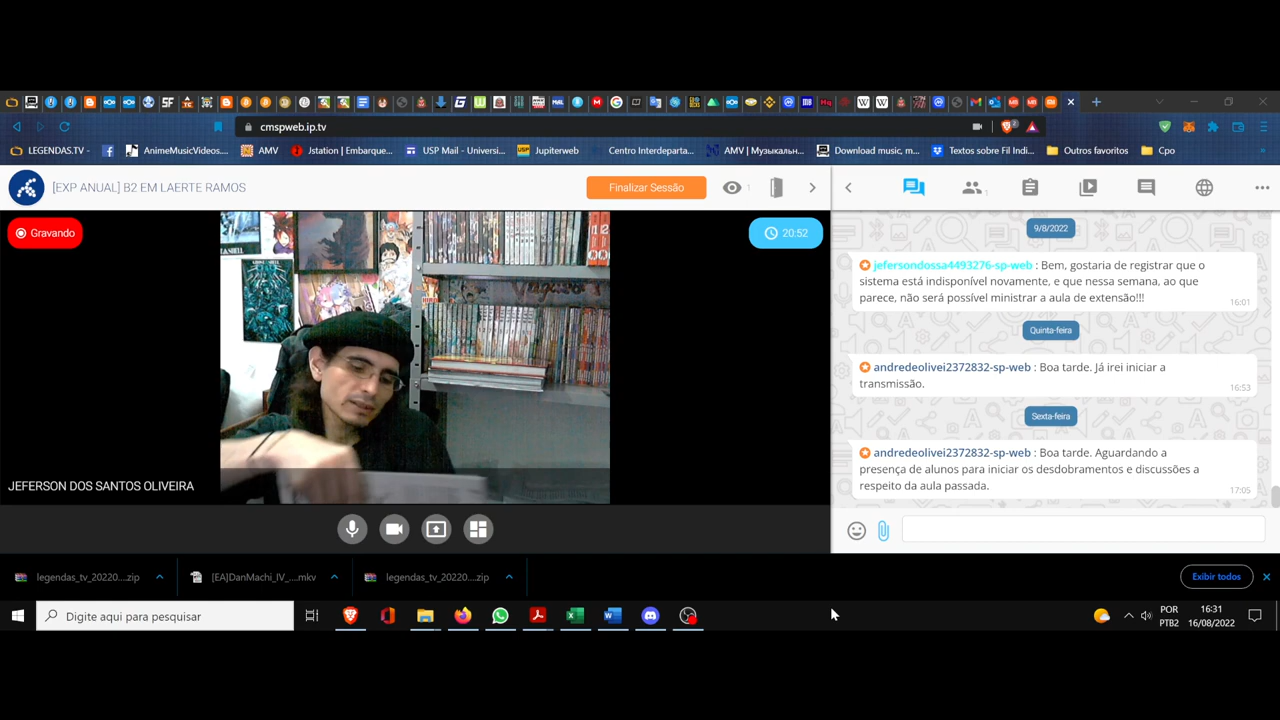 cmspweb.ip.tv
LEGENDAS.TV -
AnimeMusicVideos...
AMV
Jstation | Embarque...
USP Mail - Universi...
Jupiterweb
Centro Interdeparta...
AMV | Музыкальн...
Download music, m...
Textos sobre Fil Indi...
Outros favoritos
Cpo
[EXP ANUAL] B2 EM LAERTE RAMOS
Finalizar Sessão
1
1
Gravando
20:52
JEFERSON DOS SANTOS OLIVEIRA
9/8/2022
jefersondossa4493276-sp-web : Bem, gostaria de registrar que o
sistema está indisponível novamente, e que nessa semana, ao que
parece, não será possível ministrar a aula de extensão!!!
16:01
Quinta-feira
andredeolivei2372832-sp-web : Boa tarde. Já irei iniciar a
transmissão.
16:53
Sexta-feira
andredeolivei2372832-sp-web : Boa tarde. Aguardando a
presença de alunos para iniciar os desdobramentos e discussões a
respeito da aula passada.
17:05
legendas_tv_20220....zip
[EA]DanMachi_IV_....mkv
legendas_tv_20220....zip
Exibir todos
Digite aqui para pesquisar
POR
PTB2
16:31
16/08/2022